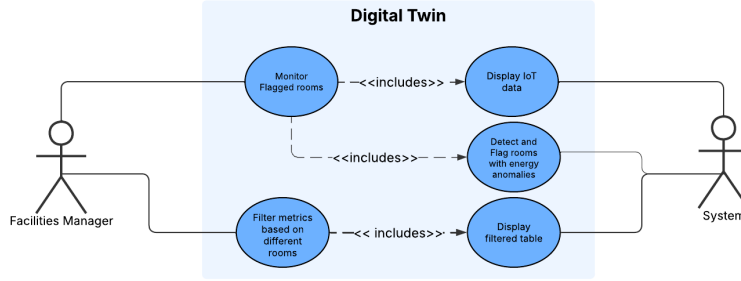 Digital Twin
Monitor
Flagged rooms
<<includes>>
Display IoT
data
<<includes>>
Detect and
Flag rooms
with energy
anomalies
Facilities Manager
System
Filter metrics
based on
different
rooms
<< includes>>
Display
filtered table